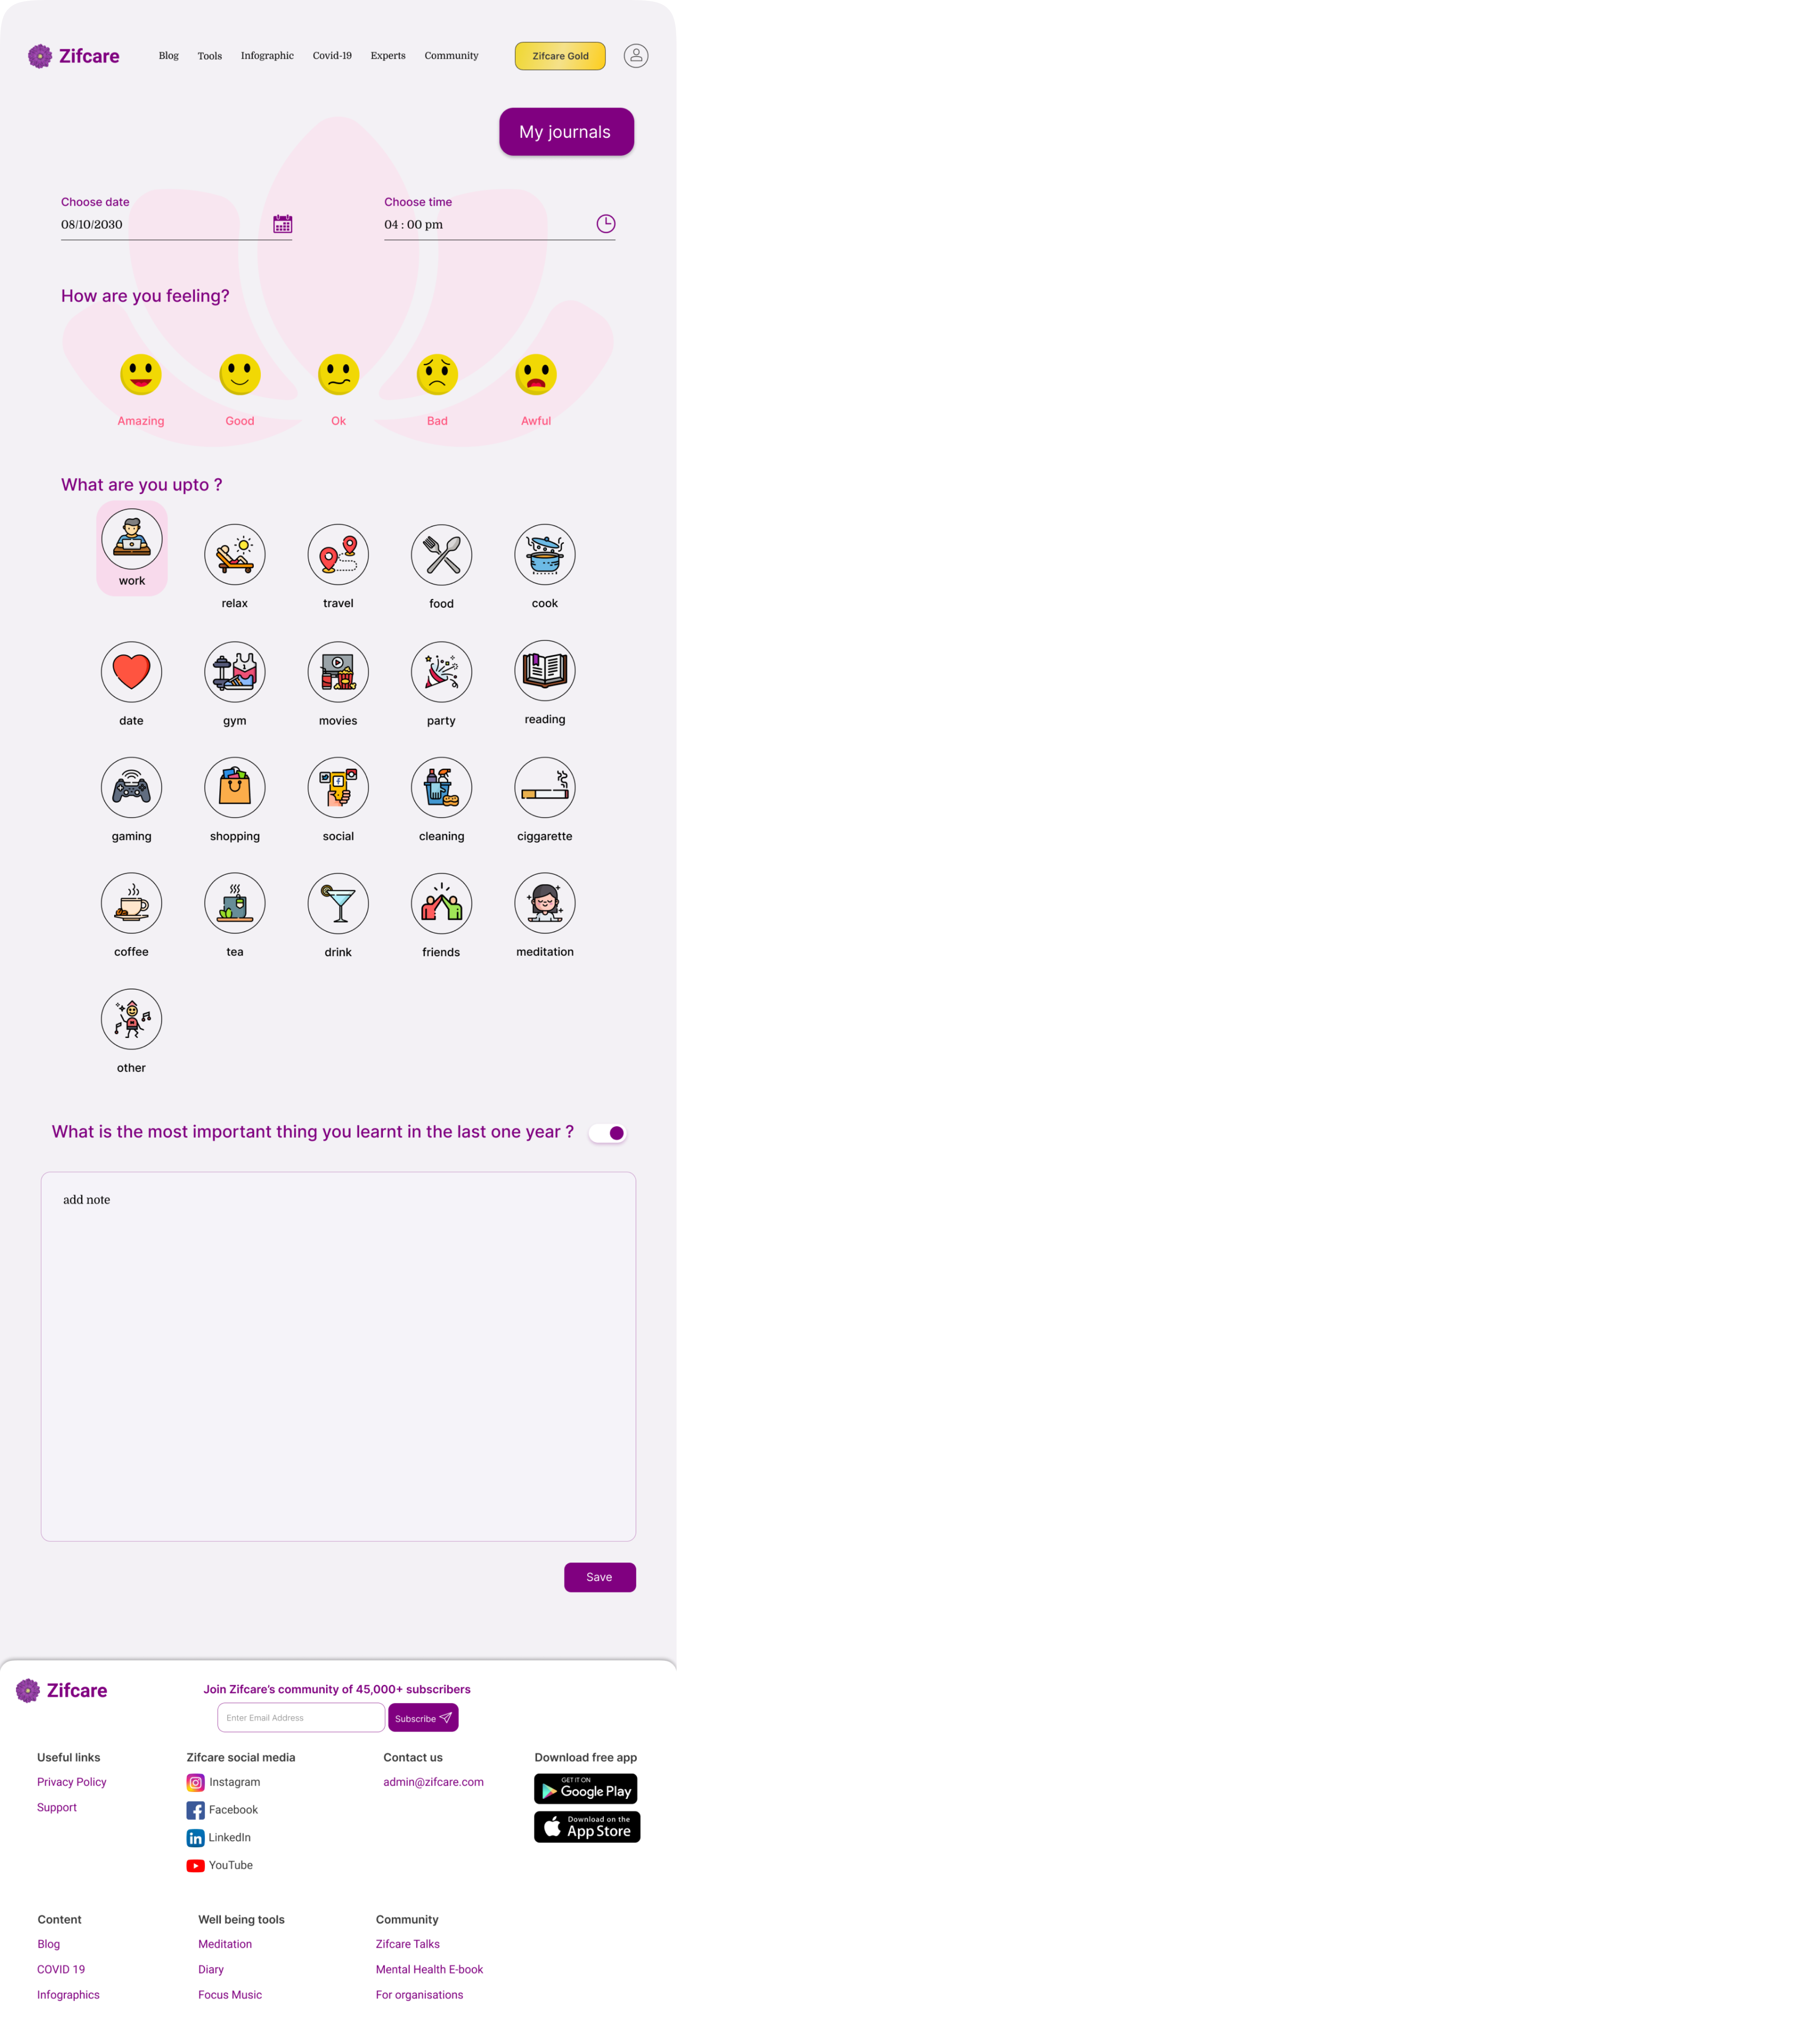 Zifcare
Blog Tools Infographic Covid-19 Experts Community Zifcare Gold
My journals
Choose date
08/10/2030
Choose time
04 : 00 pm
How are you feeling?
Amazing Good Ok Bad Awful
What are you upto ?
work relax travel food cook
date gym movies party reading
gaming shopping social cleaning ciggarette
coffee tea drink friends meditation
other
What is the most important thing you learnt in the last one year ?
add note
Save
Zifcare
Join Zifcare's community of 45,000+ subscribers
Enter Email Address Subscribe
Useful links
Privacy Policy
Support
Zifcare social media
Instagram
Facebook
LinkedIn
YouTube
Contact us
admin@zifcare.com
Download free app
GET IT ON
Google Play
Download on the
App Store
Content
Blog
COVID 19
Infographics
Well being tools
Meditation
Diary
Focus Music
Community
Zifcare Talks
Mental Health E-book
For organisations